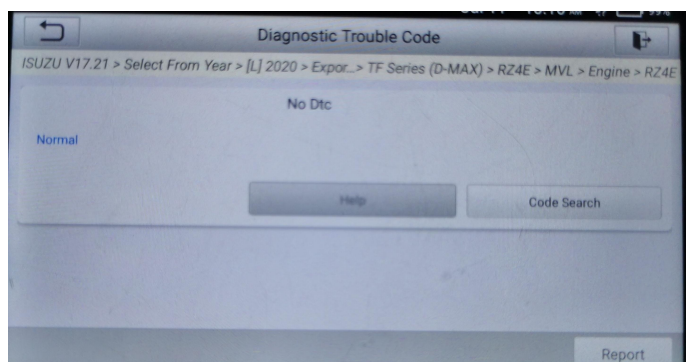 Diagnostic Trouble Code
ISUZU V17.21 > Select From Year > [L] 2020 > Expor...> TF Series (D-MAX) > RZ4E > MVL > Engine > RZ4E
No Dtc
Normal
Help
Code Search
Report